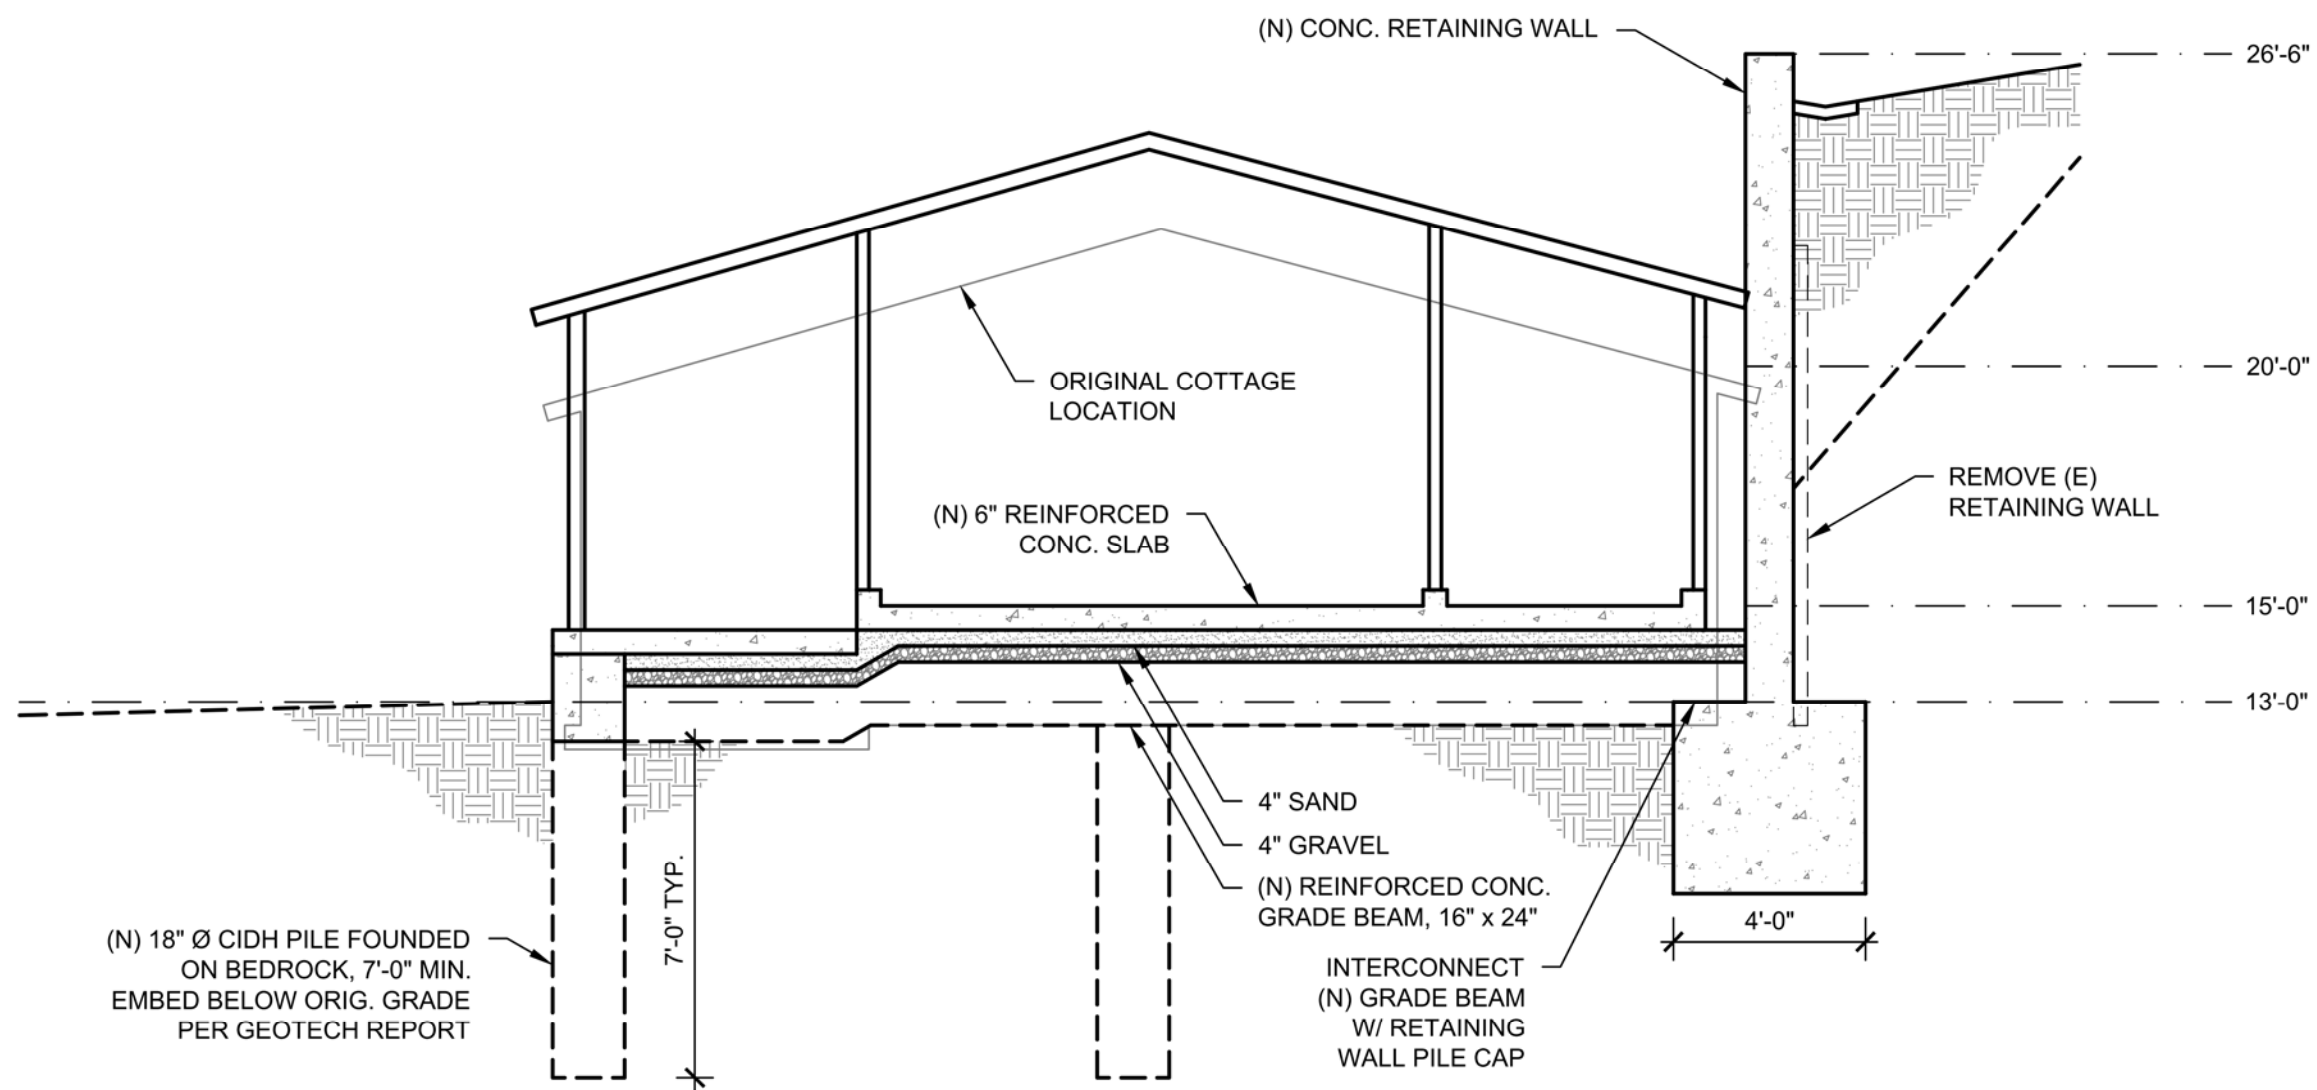 (N) CONC. RETAINING WALL
26'-6"
ORIGINAL COTTAGE
LOCATION
20'-0"
REMOVE (E)
RETAINING WALL
(N) 6" REINFORCED
CONC. SLAB
15'-0"
13'-0"
4" SAND
4" GRAVEL
(N) REINFORCED CONC.
GRADE BEAM, 16" x 24"
7'-0" TYP.
4'-0"
(N) 18" Ø CIDH PILE FOUNDED
ON BEDROCK, 7'-0" MIN.
EMBED BELOW ORIG. GRADE
PER GEOTECH REPORT
INTERCONNECT
(N) GRADE BEAM
W/ RETAINING
WALL PILE CAP